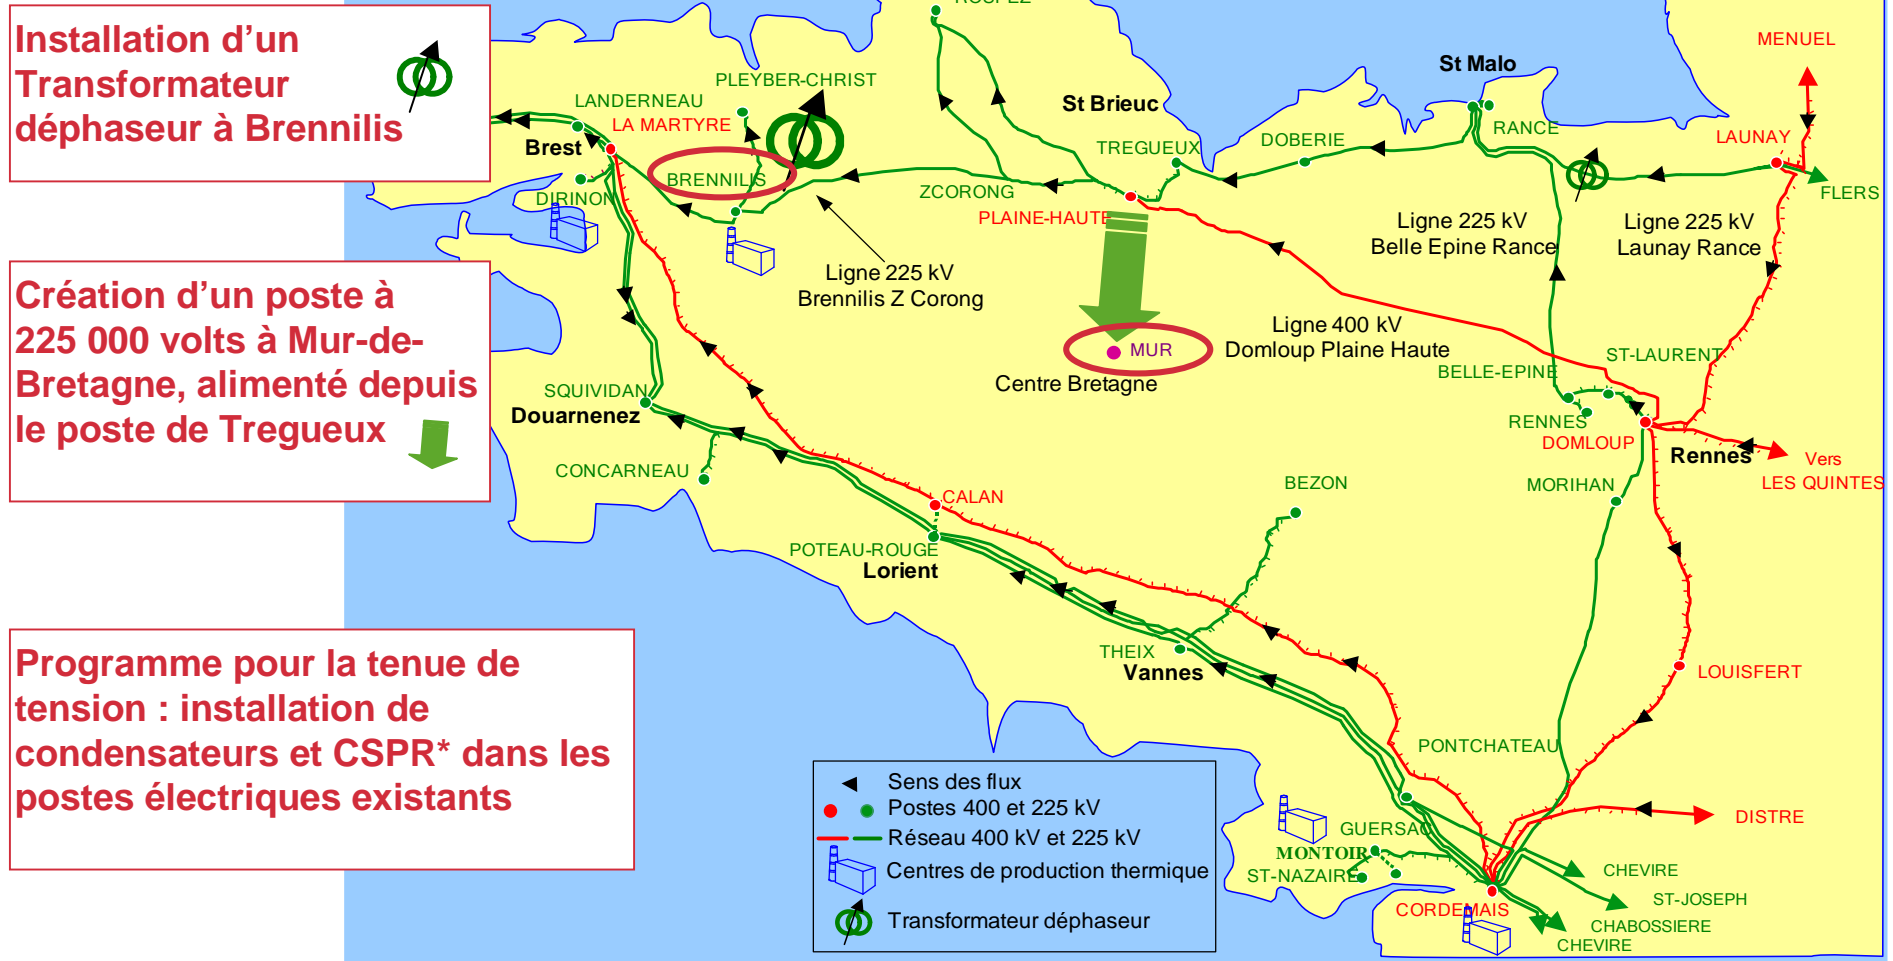 Installation d’un
Transformateur
déphaseur à Brennilis
Création d’un poste à
225 000 volts à Mur-de-
Bretagne, alimenté depuis
le poste de Tregueux
Programme pour la tenue de
tension : installation de
condensateurs et CSPR* dans les
postes électriques existants
MENUEL
St Malo
PLEYBER-CHRIST
LANDERNEAU
St Brieuc
LA MARTYRE
RANCE
LAUNAY
DOBERIE
TREGUEUX
Brest
BRENNILIS
ZCORONG
FLERS
DIRINON
PLAINE-HAUTE
Ligne 225 kV
Belle Epine Rance
Ligne 225 kV
Launay Rance
Ligne 225 kV
Brennilis Z Corong
Ligne 400 kV
Domloup Plaine Haute
MUR
Centre Bretagne
ST-LAURENT
BELLE-EPINE
SQUIVIDAN
Douarnenez
RENNES
DOMLOUP
Rennes
Vers
LES QUINTES
CONCARNEAU
BEZON
MORIHAN
CALAN
POTEAU-ROUGE
Lorient
THEIX
Vannes
LOUISFERT
PONTCHATEAU
Sens des flux
Postes 400 et 225 kV
Réseau 400 kV et 225 kV
Centres de production thermique
Transformateur déphaseur
DISTRE
GUERSAC
MONTOIR
ST-NAZAIRE
CHEVIRE
ST-JOSEPH
CORDEMAIS
CHABOSSIERE
CHEVIRE